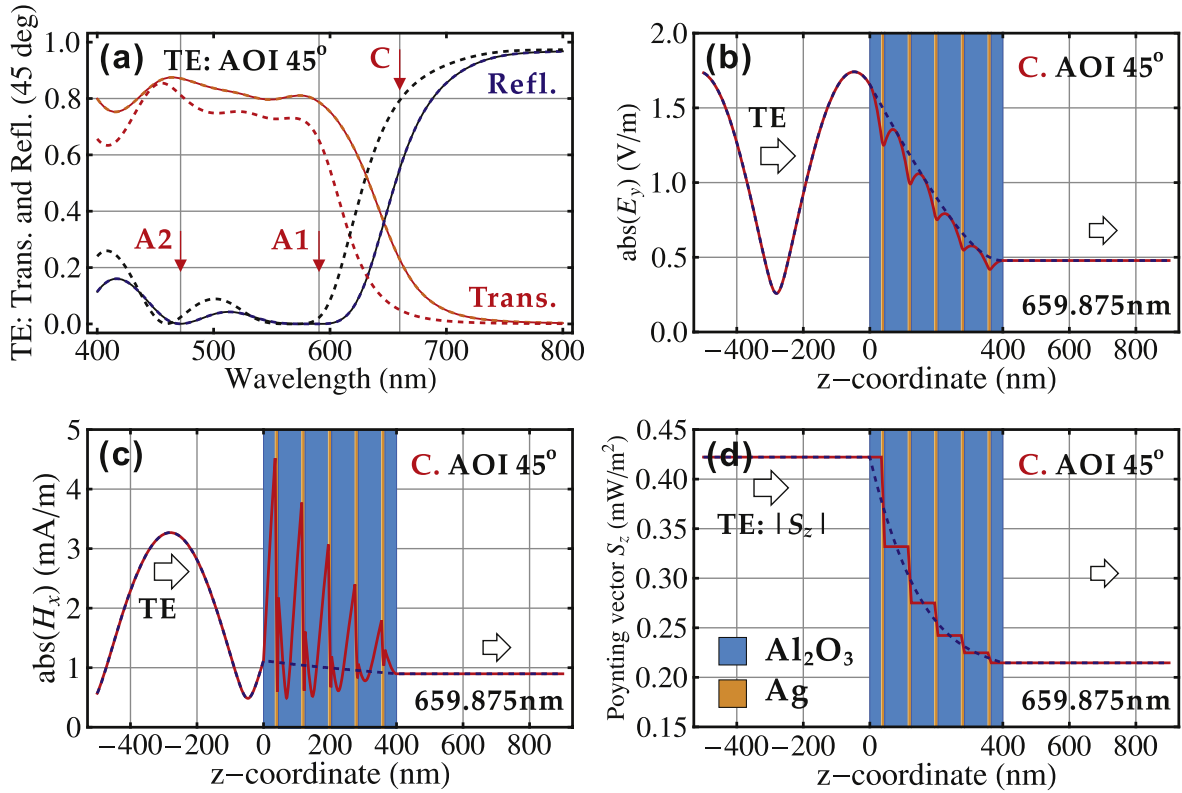 (a)
TE: AOI 45°
C
Refl.
A2
A1
Trans.
TE: Trans. and Refl. (45 deg)
1.0
0.8
0.6
0.4
0.2
0.0
400
500
600
700
800
Wavelength (nm)
(b)
C. AOI 45°
TE
659.875nm
abs(E_y) (V/m)
2.0
1.5
1.0
0.5
0.0
−400
−200
0
200
400
600
800
z−coordinate (nm)
(c)
C. AOI 45°
TE
659.875nm
abs(H_x) (mA/m)
5
4
3
2
1
0
−400
−200
0
200
400
600
800
z−coordinate (nm)
(d)
C. AOI 45°
TE: |S_z|
Al₂O₃
Ag
659.875nm
Poynting vector S_z (mW/m²)
0.45
0.40
0.35
0.30
0.25
0.20
0.15
−400
−200
0
200
400
600
800
z−coordinate (nm)